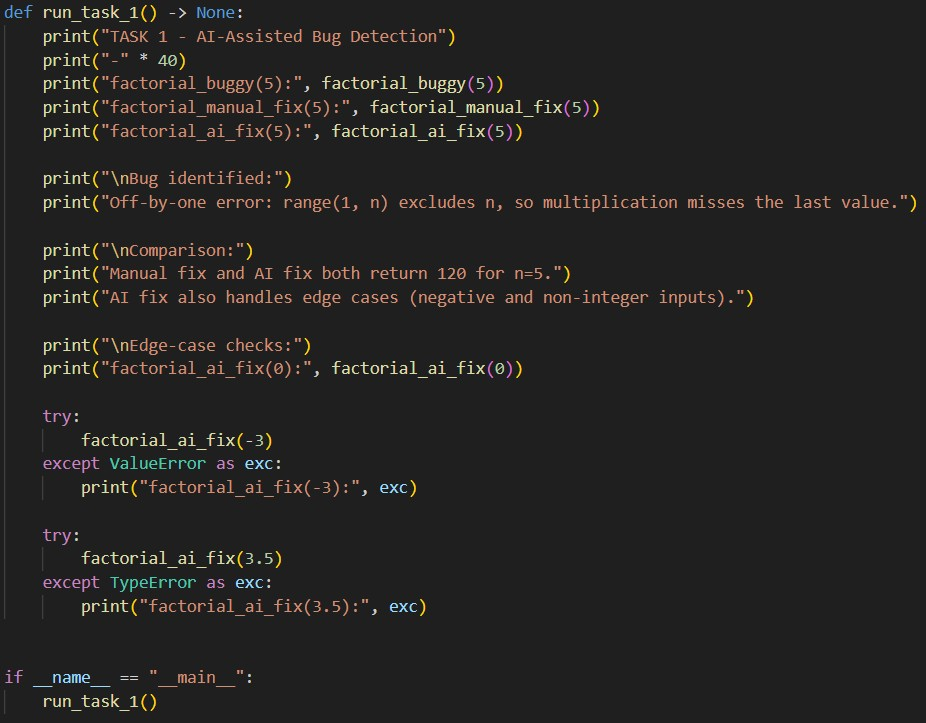 def run_task_1() -> None:
    print("TASK 1 - AI-Assisted Bug Detection")
    print("-" * 40)
    print("factorial_buggy(5):", factorial_buggy(5))
    print("factorial_manual_fix(5):", factorial_manual_fix(5))
    print("factorial_ai_fix(5):", factorial_ai_fix(5))

    print("\nBug identified:")
    print("Off-by-one error: range(1, n) excludes n, so multiplication misses the last value.")

    print("\nComparison:")
    print("Manual fix and AI fix both return 120 for n=5.")
    print("AI fix also handles edge cases (negative and non-integer inputs).")

    print("\nEdge-case checks:")
    print("factorial_ai_fix(0):", factorial_ai_fix(0))

    try:
        factorial_ai_fix(-3)
    except ValueError as exc:
        print("factorial_ai_fix(-3):", exc)

    try:
        factorial_ai_fix(3.5)
    except TypeError as exc:
        print("factorial_ai_fix(3.5):", exc)


if __name__ == "__main__":
    run_task_1()